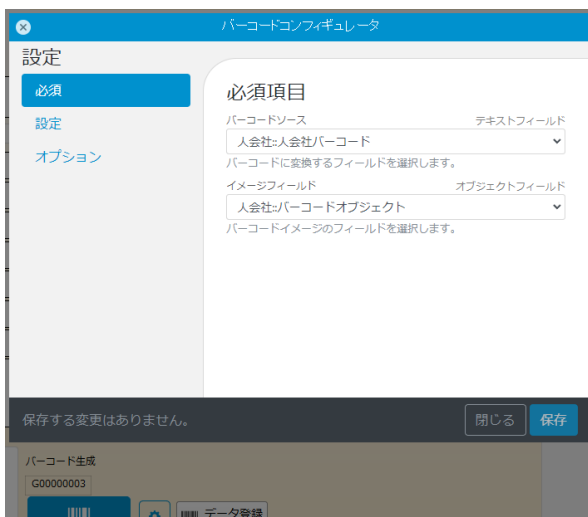 バーコードコンフィギュレータ
設定
必須
設定
オプション
必須項目
バーコードソース
テキストフィールド
人会社::人会社バーコード
バーコードに変換するフィールドを選択します。
イメージフィールド
オブジェクトフィールド
人会社::バーコードオブジェクト
バーコードイメージのフィールドを選択します。
保存する変更はありません。
閉じる
保存
バーコード生成
G00000003
データ登録